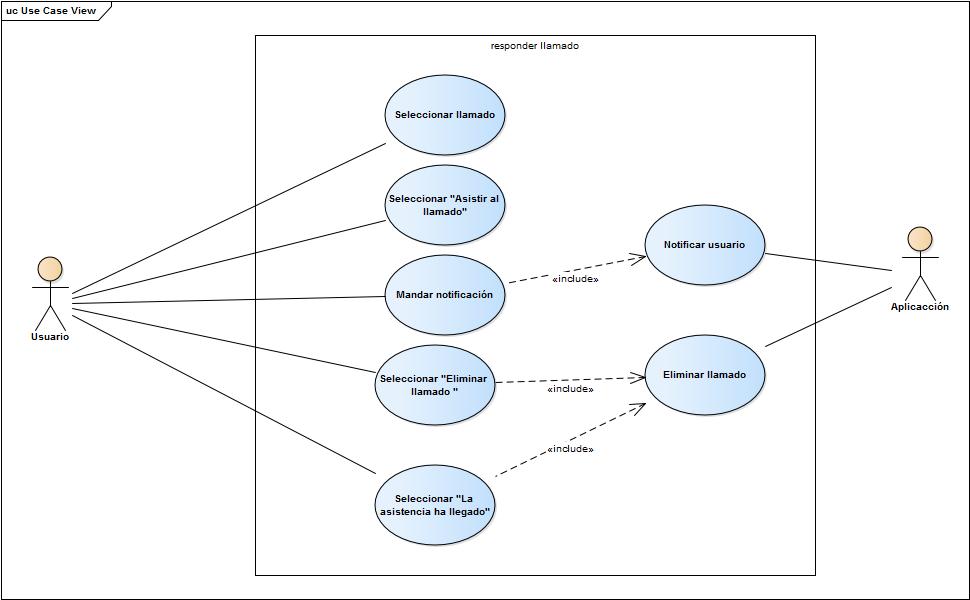 uc Use Case View
responder llamado
Seleccionar llamado
Seleccionar "Asistir al
llamado"
Notificar usuario
Mandar notificación
«include»
Usuario
Aplicacción
Seleccionar "Eliminar
llamado "
«include»
Eliminar llamado
«include»
Seleccionar "La
asistencia ha llegado"